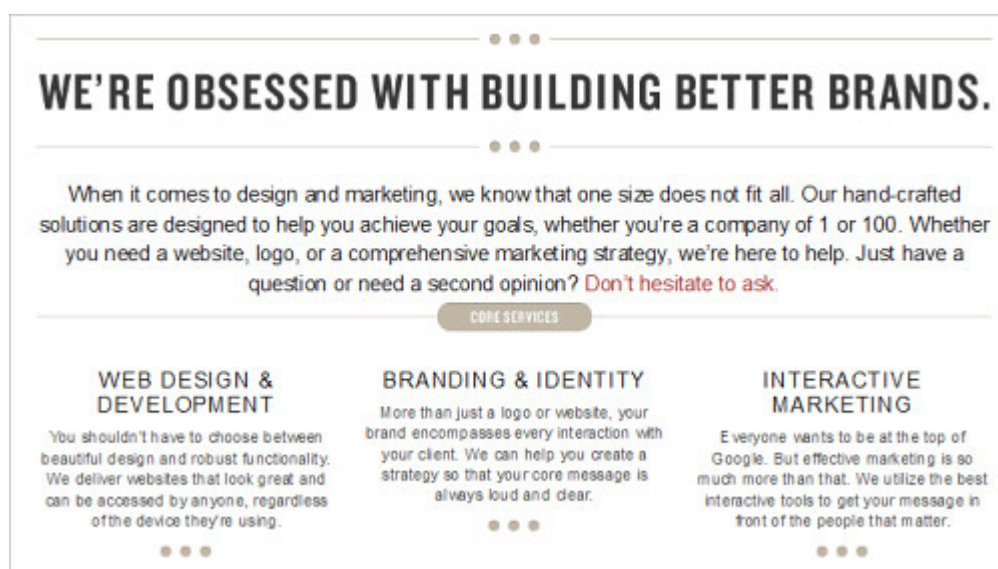 WE'RE OBSESSED WITH BUILDING BETTER BRANDS.
When it comes to design and marketing, we know that one size does not fit all. Our hand-crafted
solutions are designed to help you achieve your goals, whether you're a company of 1 or 100. Whether
you need a website, logo, or a comprehensive marketing strategy, we're here to help. Just have a
question or need a second opinion? Don't hesitate to ask.
CORE SERVICES
WEB DESIGN &
DEVELOPMENT
You shouldn't have to choose between
beautiful design and robust functionality.
We deliver websites that look great and
can be accessed by anyone, regardless
of the device they're using.
BRANDING & IDENTITY
More than just a logo or website, your
brand encompasses every interaction with
your client. We can help you create a
strategy so that your core message is
always loud and clear.
INTERACTIVE
MARKETING
Everyone wants to be at the top of
Google. But effective marketing is so
much more than that. We utilize the best
interactive tools to get your message in
front of the people that matter.